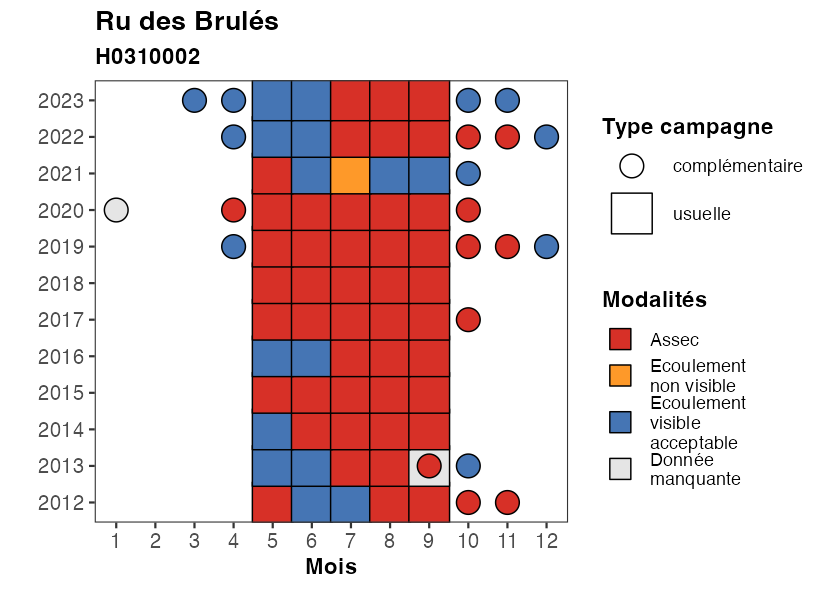 Ru des Brulés
H0310002
2023
2022
2021
2020
2019
2018
2017
2016
2015
2014
2013
2012
1 2 3 4 5 6 7 8 9 10 11 12
Mois
Type campagne
complémentaire
usuelle
Modalités
Assec
Ecoulement
non visible
Ecoulement
visible
acceptable
Donnée
manquante